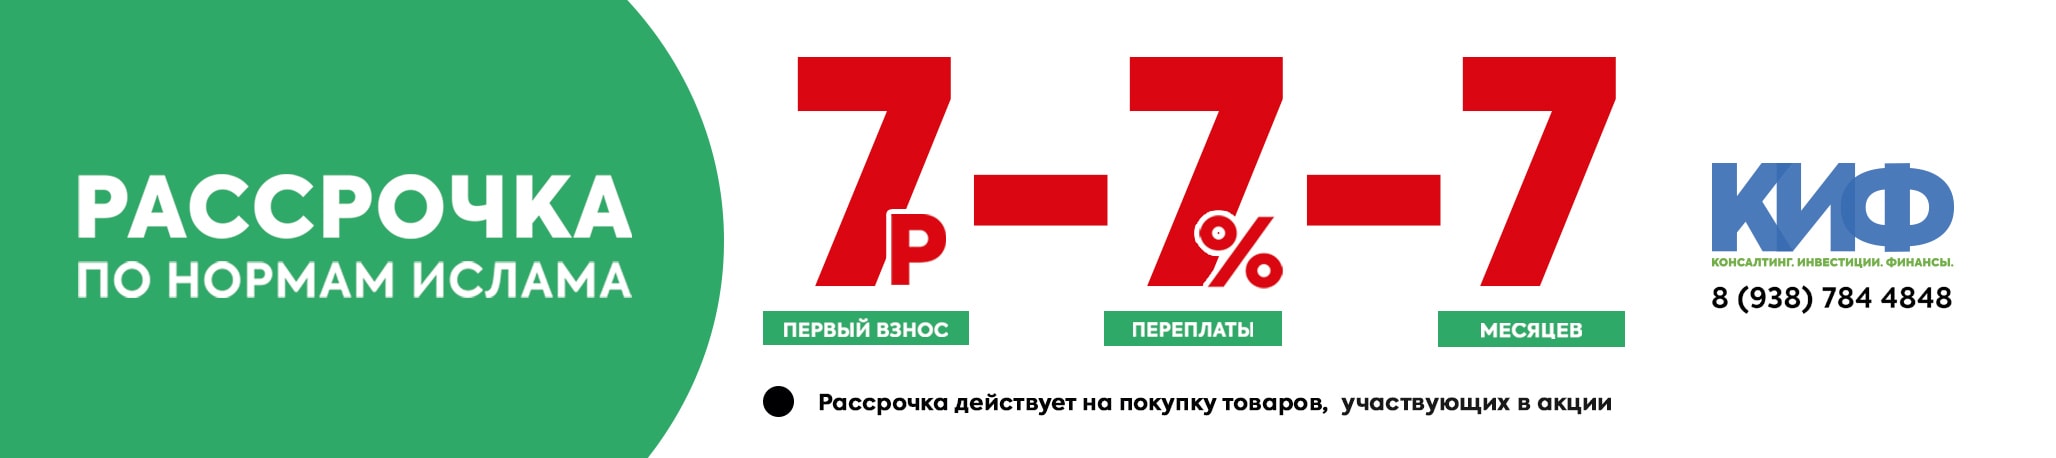 РАССРОЧКА
ПО НОРМАМ ИСЛАМА
7Р–7%–7
ПЕРВЫЙ ВЗНОС
ПЕРЕПЛАТЫ
МЕСЯЦЕВ
Рассрочка действует на покупку товаров, участвующих в акции
КИФ
КОНСАЛТИНГ. ИНВЕСТИЦИИ. ФИНАНСЫ.
8 (938) 784 4848